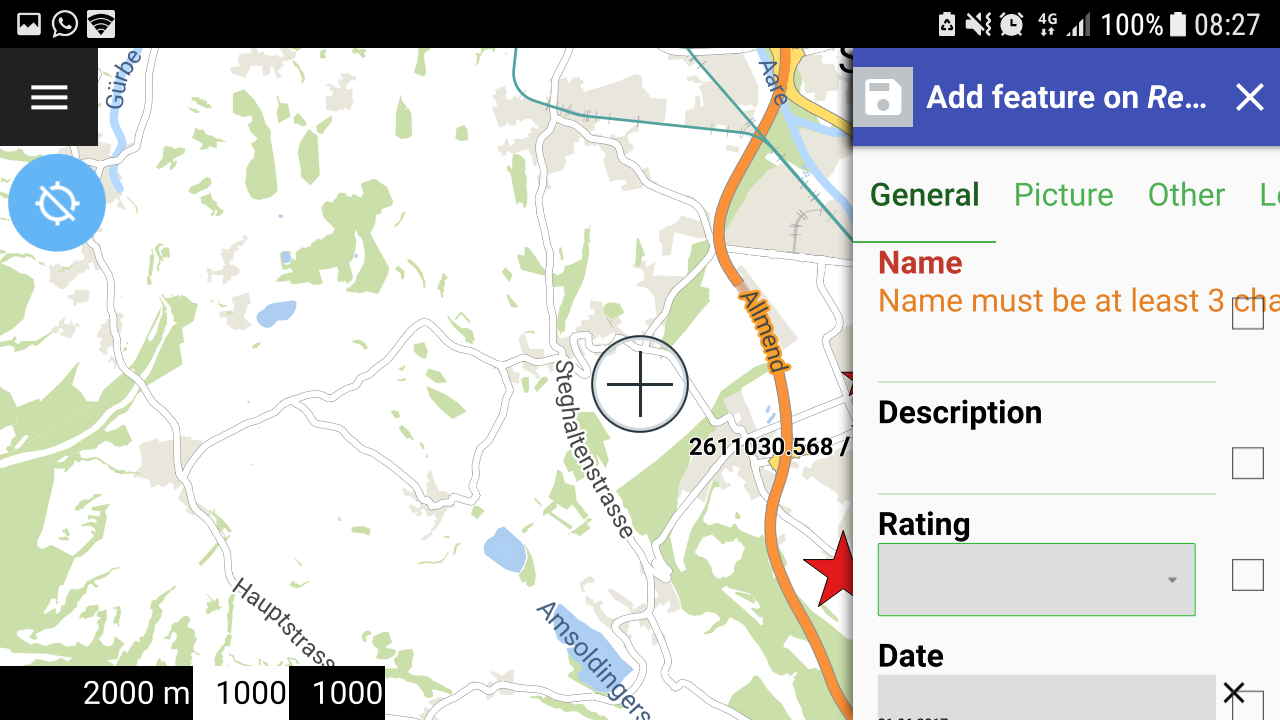 4G 100% 08:27
Gürbe
Aare
Add feature on Re...
General Picture Other
Name
Name must be at least 3 cha
Allmend
Steghaltenstrasse
2611030.568 /
Description
Rating
Hauptstrass
Amsoldingers
Date
2000 m 1000 1000